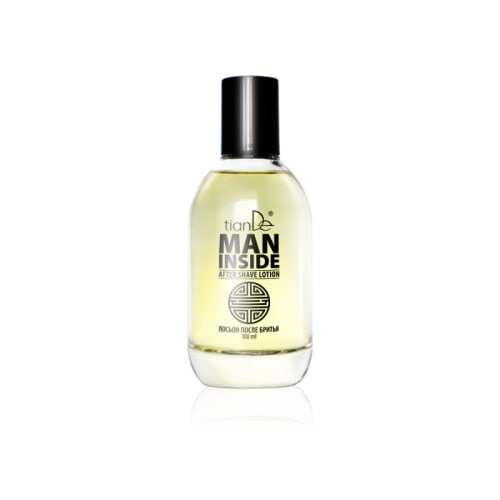 tianDe®
MAN
INSIDE
AFTER SHAVE LOTION
ЛОСЬОН ПОСЛЕ БРИТЬЯ
100 ml